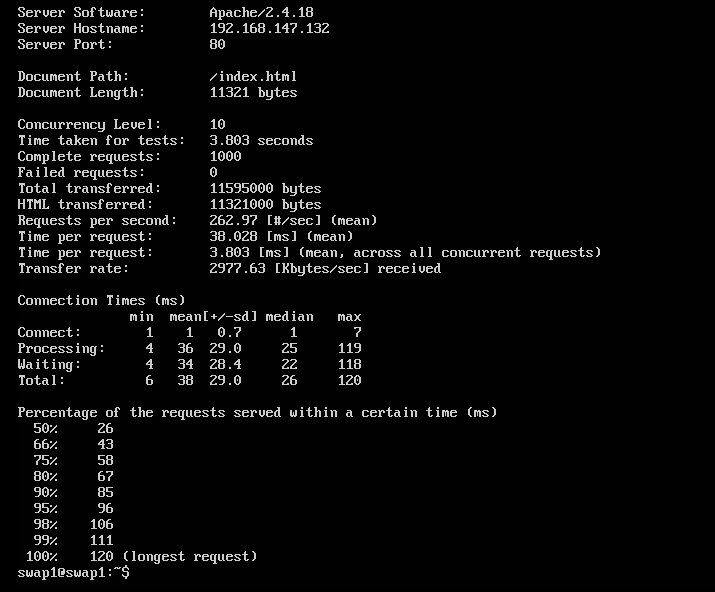 Server Software:        Apache/2.4.18
Server Hostname:        192.168.147.132
Server Port:            80
Document Path:          /index.html
Document Length:        11321 bytes
Concurrency Level:      10
Time taken for tests:   3.803 seconds
Complete requests:      1000
Failed requests:        0
Total transferred:      11595000 bytes
HTML transferred:       11321000 bytes
Requests per second:    262.97 [#/sec] (mean)
Time per request:       38.028 [ms] (mean)
Time per request:       3.803 [ms] (mean, across all concurrent requests)
Transfer rate:          2977.63 [Kbytes/sec] received
Connection Times (ms)
              min  mean[+/-sd] median   max
Connect:        1    1   0.7      1       7
Processing:     4   36  29.0     25     119
Waiting:        4   34  28.4     22     118
Total:          6   38  29.0     26     120
Percentage of the requests served within a certain time (ms)
  50%     26
  66%     43
  75%     58
  80%     67
  90%     85
  95%     96
  98%    106
  99%    111
 100%    120 (longest request)
swap1@swap1:~$